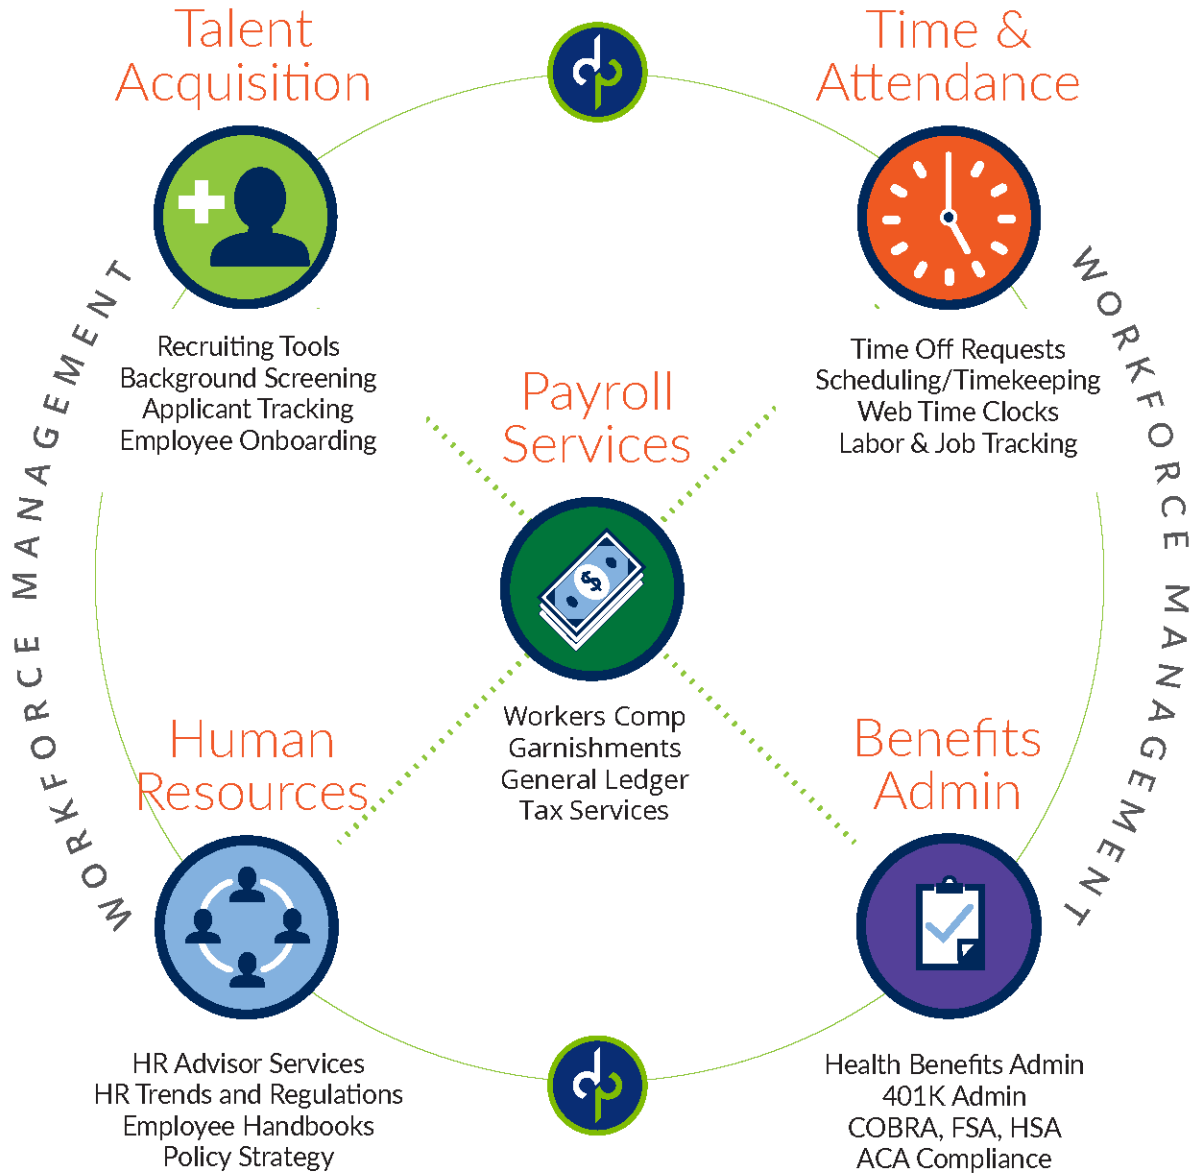 Talent
Acquisition
Recruiting Tools
Background Screening
Applicant Tracking
Employee Onboarding
Time &
Attendance
Time Off Requests
Scheduling/Timekeeping
Web Time Clocks
Labor & Job Tracking
Payroll
Services
Workers Comp
Garnishments
General Ledger
Tax Services
Human
Resources
HR Advisor Services
HR Trends and Regulations
Employee Handbooks
Policy Strategy
Benefits
Admin
Health Benefits Admin
401K Admin
COBRA, FSA, HSA
ACA Compliance
WORKFORCE MANAGEMENT
WORKFORCE MANAGEMENT
dp
dp
$